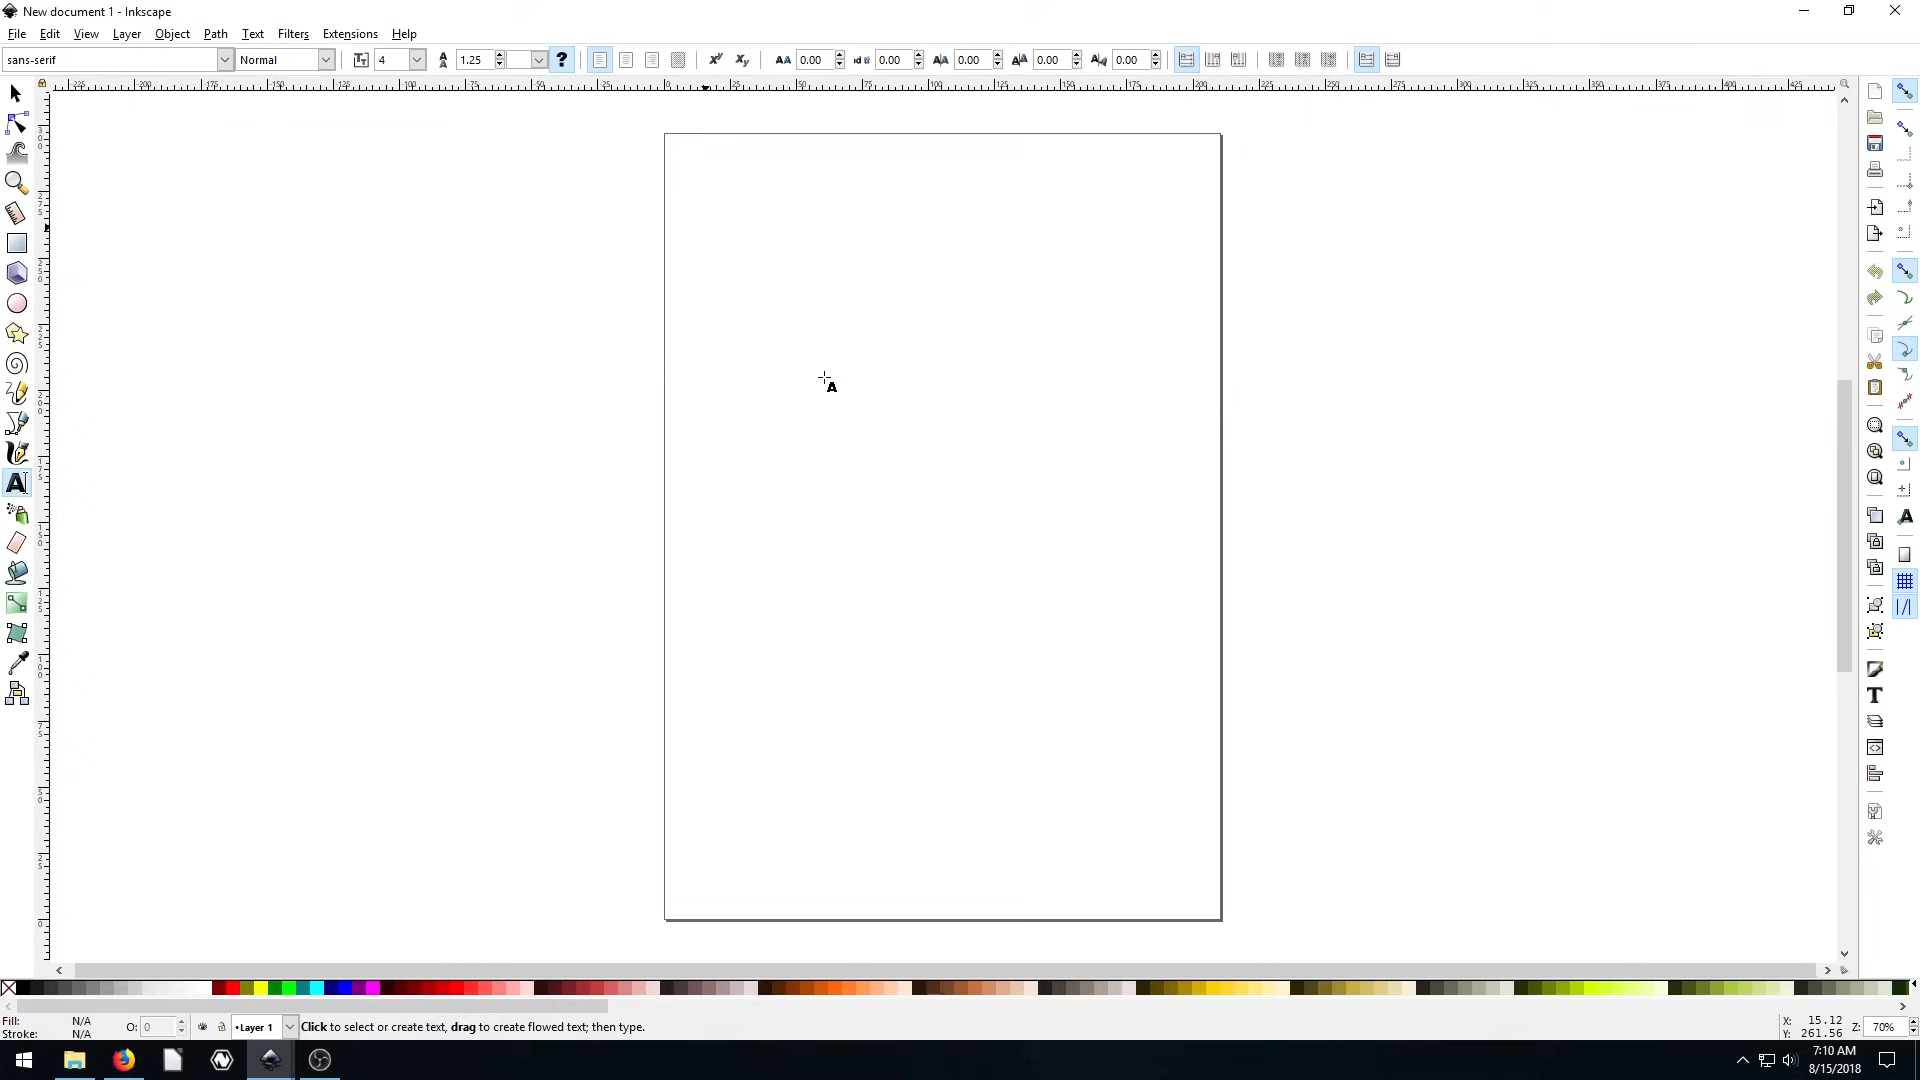 New document 1 - Inkscape
File Edit View Layer Object Text Filters Extensions Help
sans-serif Normal 4 1.25 ? 0.00 0.00 0.00 0.00 0.00
Fill: N/A O: 0 Layer 1 Click to select or create text, drag to create flowed text; then type. X: 15.12 Z: 70%
Stroke: N/A Y: 261.56
7:10 AM
8/15/2018